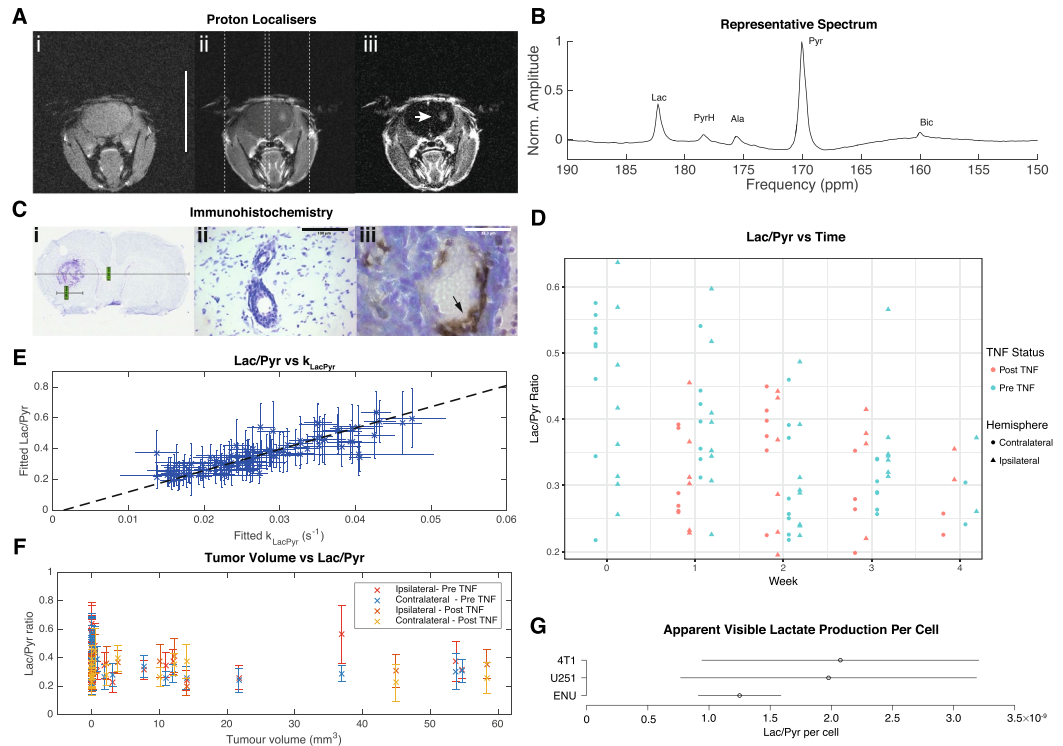 A
Proton Localisers
i
ii
iii
B
Representative Spectrum
Norm. Amplitude
1
0.5
0
Lac
PyrH
Ala
Pyr
Bic
190
185
180
175
170
165
160
155
150
Frequency (ppm)
C
Immunohistochemistry
i
ii
iii
D
Lac/Pyr vs Time
Lac/Pyr Ratio
0.6
0.5
0.4
0.3
0.2
0
1
2
3
4
Week
TNF Status
Post TNF
Pre TNF
Hemisphere
Contralateral
Ipsilateral
E
Lac/Pyr vs kLacPyr
Fitted Lac/Pyr
0.8
0.6
0.4
0.2
0
0
0.01
0.02
0.03
0.04
0.05
0.06
Fitted kLacPyr (s-1)
F
Tumor Volume vs Lac/Pyr
Lac/Pyr ratio
1
0.8
0.6
0.4
0.2
0
Ipsilateral- Pre TNF
Contralateral - Pre TNF
Ipsilateral - Post TNF
Contralateral - Post TNF
0
10
20
30
40
50
60
Tumour volume (mm3)
G
Apparent Visible Lactate Production Per Cell
4T1
U251
ENU
0
0.5
1.0
1.5
2.0
2.5
3.0
3.5×10-9
Lac/Pyr per cell